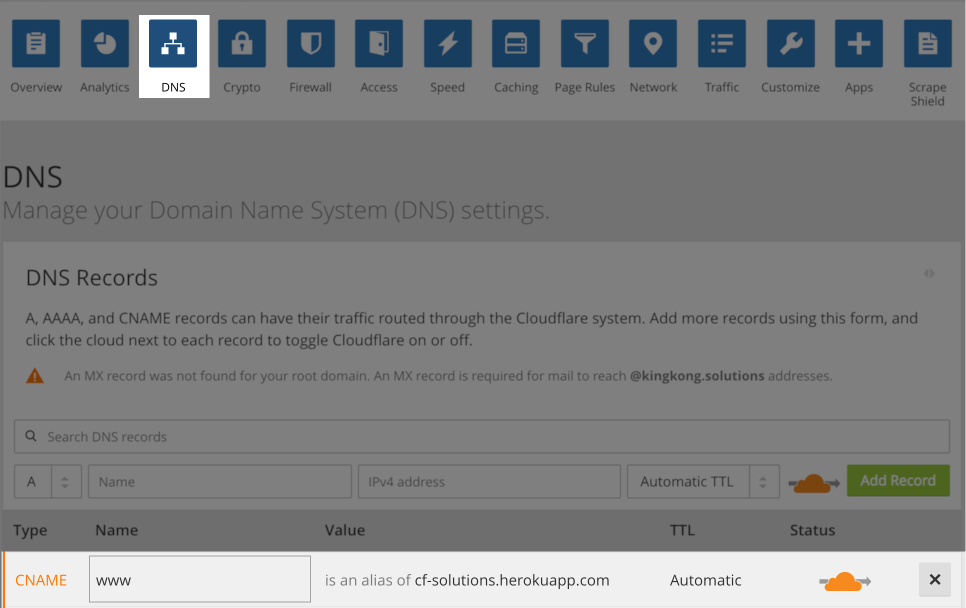 Overview Analytics DNS Crypto Firewall Access Speed Caching Page Rules Network Traffic Customize Apps Scrape Shield
DNS
Manage your Domain Name System (DNS) settings.
DNS Records
A, AAAA, and CNAME records can have their traffic routed through the Cloudflare system. Add more records using this form, and
click the cloud next to each record to toggle Cloudflare on or off.
An MX record was not found for your root domain. An MX record is required for mail to reach @kingkong.solutions addresses.
Search DNS records
A Name IPv4 address Automatic TTL Add Record
Type Name Value TTL Status
CNAME www is an alias of cf-solutions.herokuapp.com Automatic